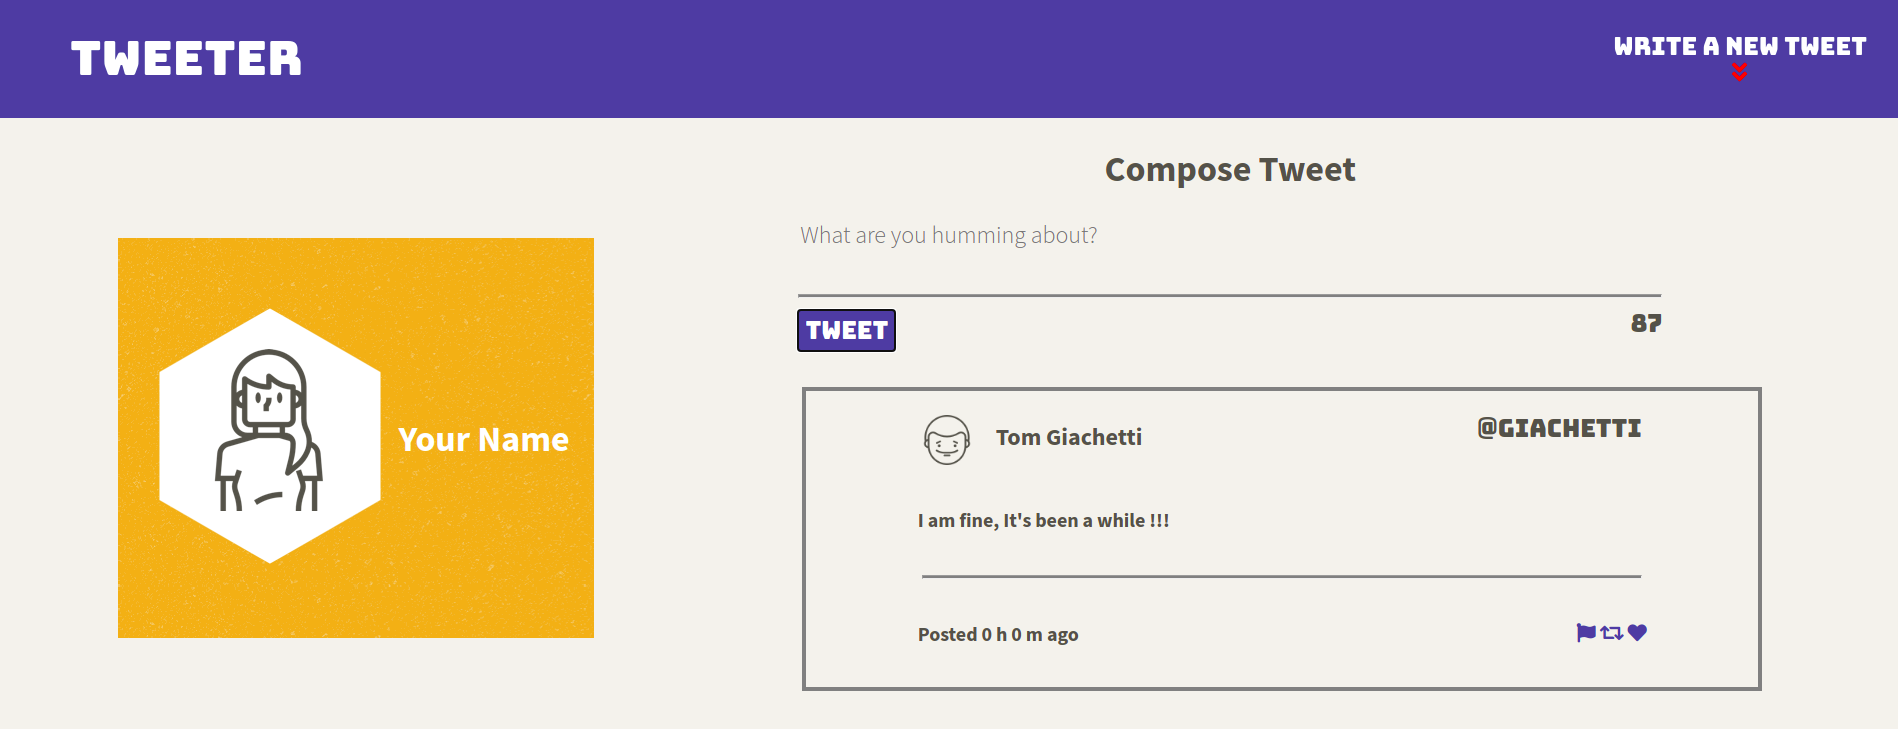 TWEETER
WRITE A NEW TWEET
Compose Tweet
What are you humming about?
TWEET
87
Your Name
Tom Giachetti
@GIACHETTI
I am fine, It's been a while !!!
Posted 0 h 0 m ago